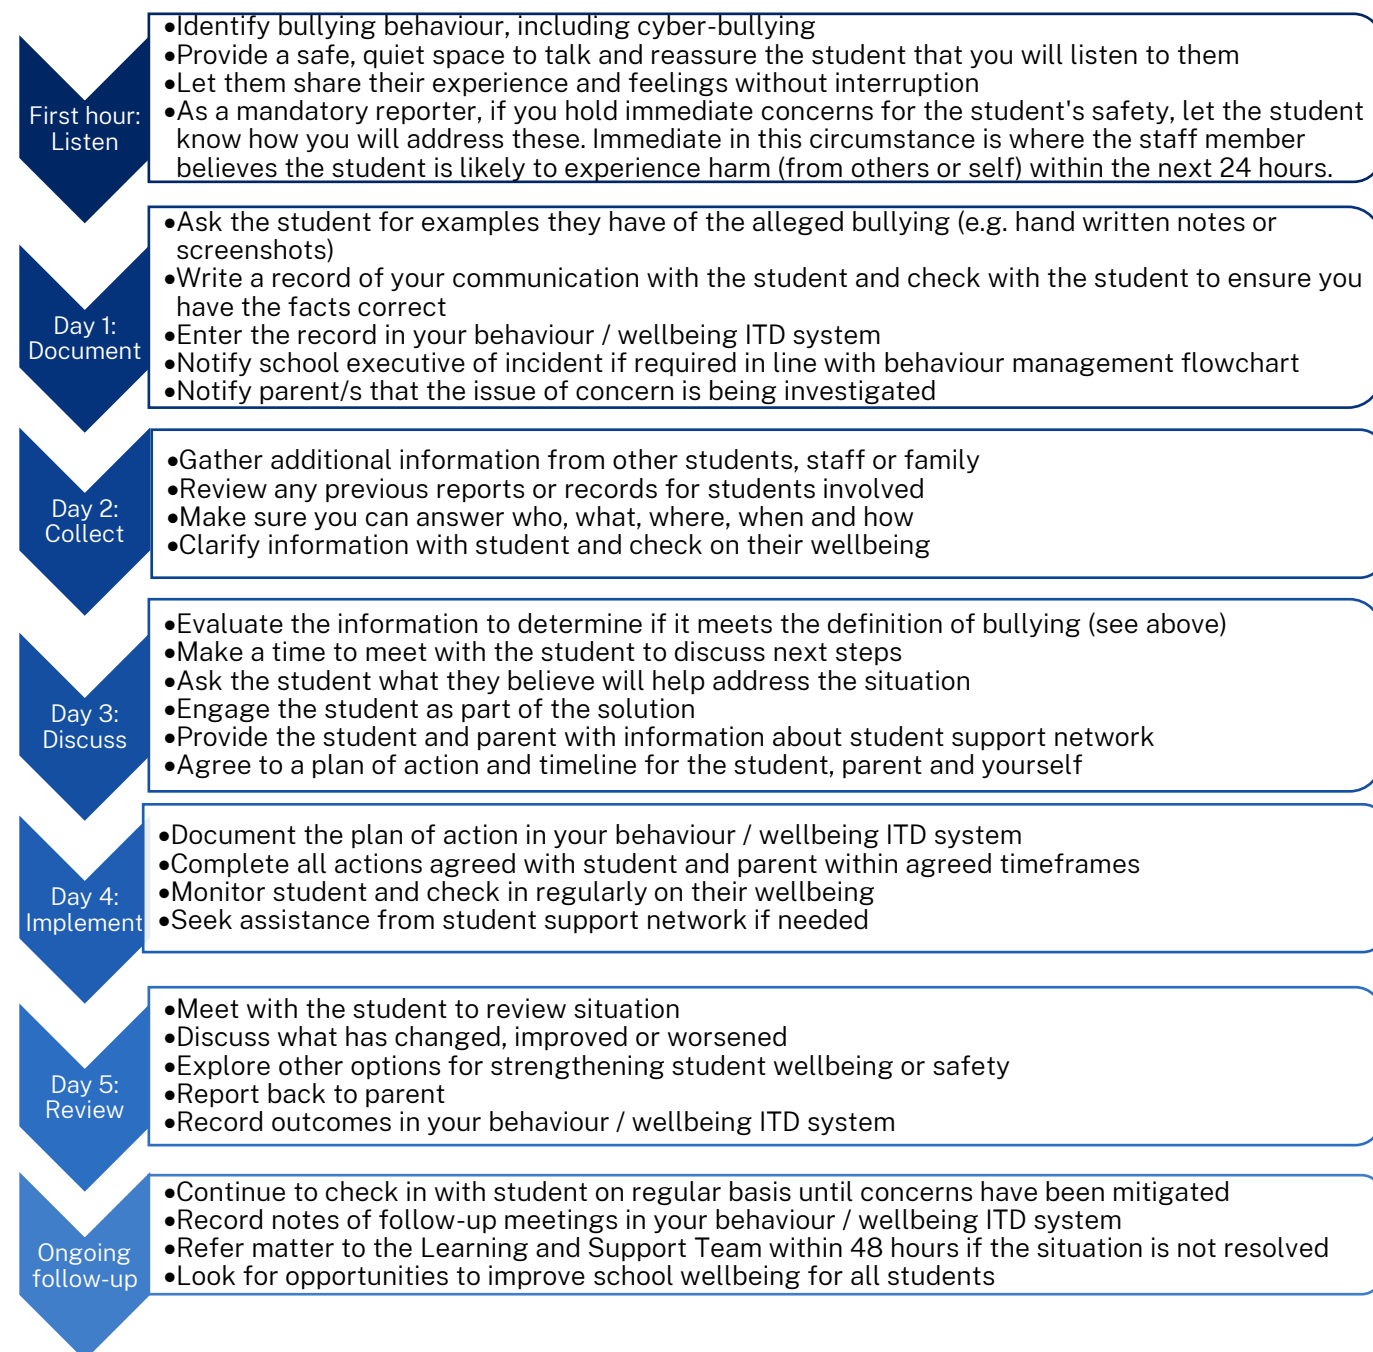 First hour:
Listen
•Identify bullying behaviour, including cyber-bullying
•Provide a safe, quiet space to talk and reassure the student that you will listen to them
•Let them share their experience and feelings without interruption
•As a mandatory reporter, if you hold immediate concerns for the student's safety, let the student
know how you will address these. Immediate in this circumstance is where the staff member
believes the student is likely to experience harm (from others or self) within the next 24 hours.
Day 1:
Document
•Ask the student for examples they have of the alleged bullying (e.g. hand written notes or
screenshots)
•Write a record of your communication with the student and check with the student to ensure you
have the facts correct
•Enter the record in your behaviour / wellbeing ITD system
•Notify school executive of incident if required in line with behaviour management flowchart
•Notify parent/s that the issue of concern is being investigated
Day 2:
Collect
•Gather additional information from other students, staff or family
•Review any previous reports or records for students involved
•Make sure you can answer who, what, where, when and how
•Clarify information with student and check on their wellbeing
Day 3:
Discuss
•Evaluate the information to determine if it meets the definition of bullying (see above)
•Make a time to meet with the student to discuss next steps
•Ask the student what they believe will help address the situation
•Engage the student as part of the solution
•Provide the student and parent with information about student support network
•Agree to a plan of action and timeline for the student, parent and yourself
Day 4:
Implement
•Document the plan of action in your behaviour / wellbeing ITD system
•Complete all actions agreed with student and parent within agreed timeframes
•Monitor student and check in regularly on their wellbeing
•Seek assistance from student support network if needed
Day 5:
Review
•Meet with the student to review situation
•Discuss what has changed, improved or worsened
•Explore other options for strengthening student wellbeing or safety
•Report back to parent
•Record outcomes in your behaviour / wellbeing ITD system
Ongoing
follow-up
•Continue to check in with student on regular basis until concerns have been mitigated
•Record notes of follow-up meetings in your behaviour / wellbeing ITD system
•Refer matter to the Learning and Support Team within 48 hours if the situation is not resolved
•Look for opportunities to improve school wellbeing for all students